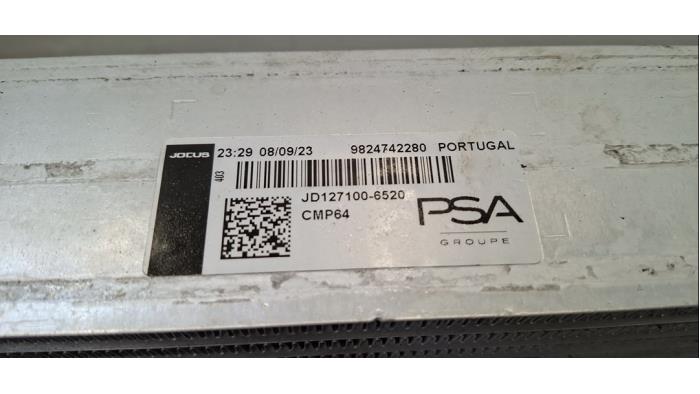 JDEUS 23:29 08/09/23 9824742280 PORTUGAL
403
JD127100-6520
CMP64
PSA
GROUPE